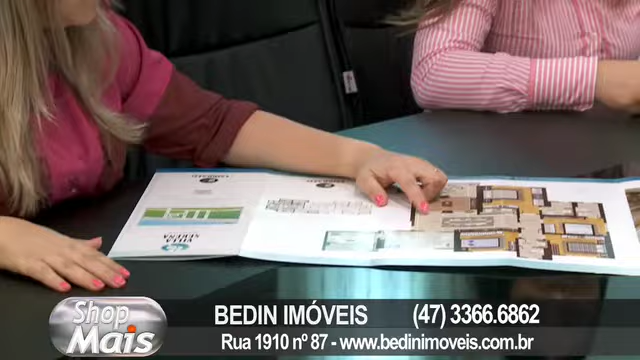 Shop
Mais
BEDIN IMÓVEIS (47) 3366.6862
Rua 1910 nº 87 - www.bedinimoveis.com.br